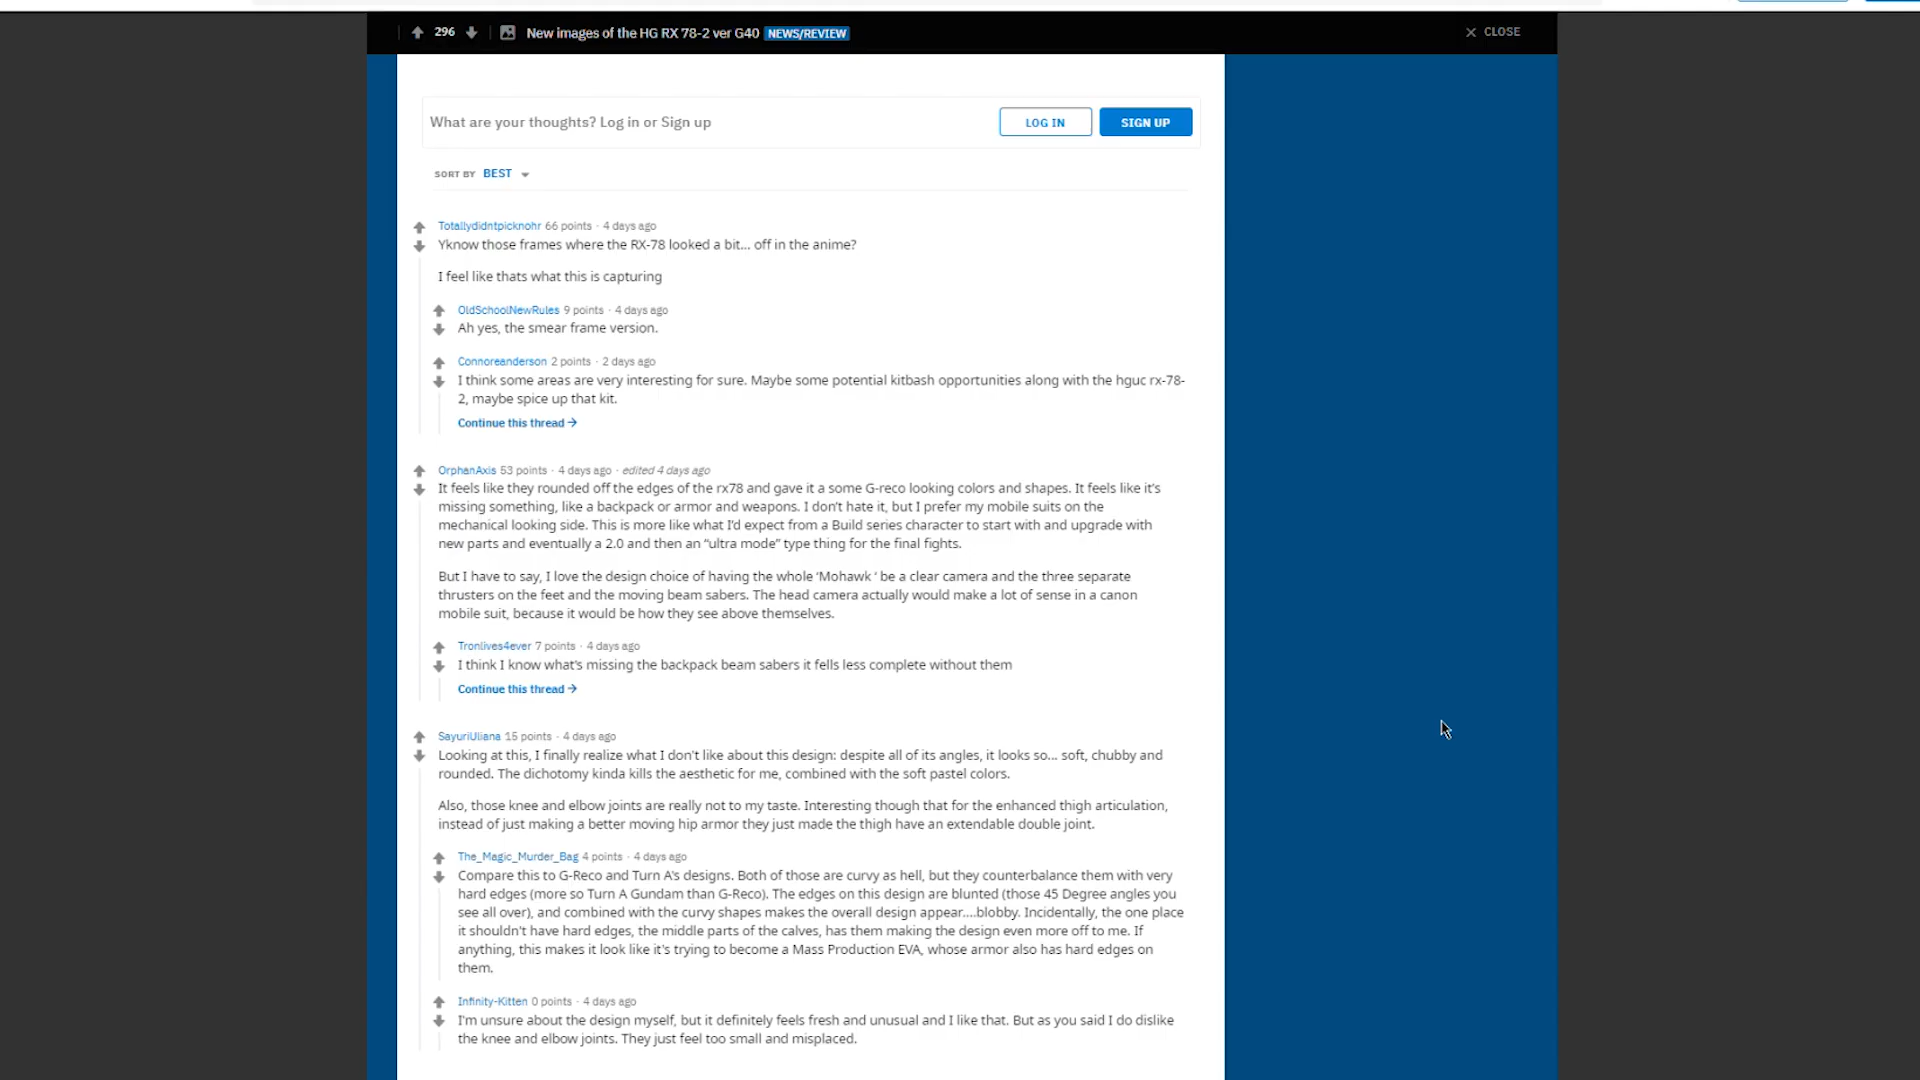 296 New images of the HG RX 78-2 ver G40 NEWS/REVIEW CLOSE
What are your thoughts? Log in or Sign up LOG IN SIGN UP
SORT BY BEST
Totallydidntpicknohr 66 points · 4 days ago
Yknow those frames where the RX-78 looked a bit... off in the anime?
I feel like thats what this is capturing
OldSchoolNewRules 9 points · 4 days ago
Ah yes, the smear frame version.
Connoreanderson 2 points · 2 days ago
I think some areas are very interesting for sure. Maybe some potential kitbash opportunities along with the hguc rx-78-
2, maybe spice up that kit.
Continue this thread →
OrphanAxis 53 points · 4 days ago · edited 4 days ago
It feels like they rounded off the edges of the rx78 and gave it a some G-reco looking colors and shapes. It feels like it's
missing something, like a backpack or armor and weapons. I don't hate it, but I prefer my mobile suits on the
mechanical looking side. This is more like what I'd expect from a Build series character to start with and upgrade with
new parts and eventually a 2.0 and then an “ultra mode” type thing for the final fights.
But I have to say, I love the design choice of having the whole ‘Mohawk ‘ be a clear camera and the three separate
thrusters on the feet and the moving beam sabers. The head camera actually would make a lot of sense in a canon
mobile suit, because it would be how they see above themselves.
Tronlives4ever 7 points · 4 days ago
I think I know what's missing the backpack beam sabers it fells less complete without them
Continue this thread →
SayuriUliana 15 points · 4 days ago
Looking at this, I finally realize what I don't like about this design: despite all of its angles, it looks so... soft, chubby and
rounded. The dichotomy kinda kills the aesthetic for me, combined with the soft pastel colors.
Also, those knee and elbow joints are really not to my taste. Interesting though that for the enhanced thigh articulation,
instead of just making a better moving hip armor they just made the thigh have an extendable double joint.
The_Magic_Murder_Bag 4 points · 4 days ago
Compare this to G-Reco and Turn A's designs. Both of those are curvy as hell, but they counterbalance them with very
hard edges (more so Turn A Gundam than G-Reco). The edges on this design are blunted (those 45 Degree angles you
see all over), and combined with the curvy shapes makes the overall design appear....blobby. Incidentally, the one place
it shouldn't have hard edges, the middle parts of the calves, has them making the design even more off to me. If
anything, this makes it look like it's trying to become a Mass Production EVA, whose armor also has hard edges on
them.
Infinity-Kitten 0 points · 4 days ago
I'm unsure about the design myself, but it definitely feels fresh and unusual and I like that. But as you said I do dislike
the knee and elbow joints. They just feel too small and misplaced.